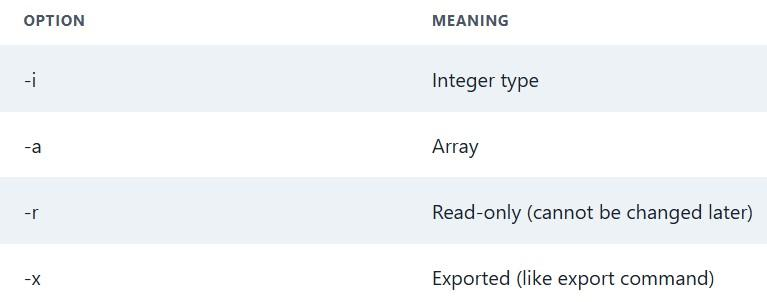 OPTION MEANING
-i Integer type
-a Array
-r Read-only (cannot be changed later)
-x Exported (like export command)